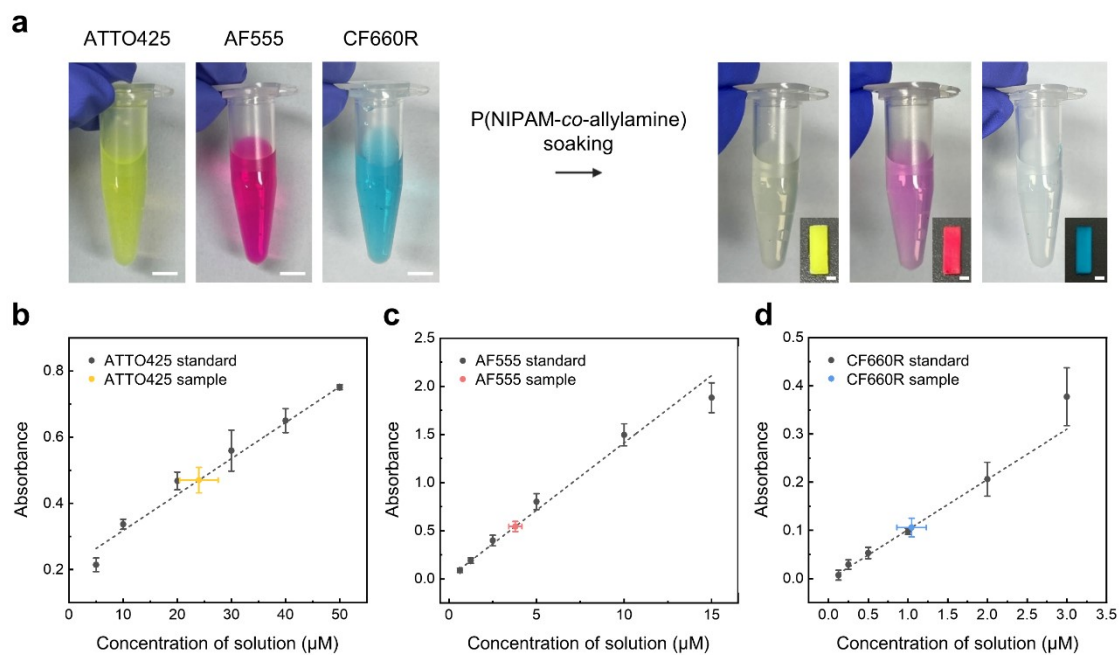 a
ATTO425
AF555
CF660R
P(NIPAM-co-allylamine)
soaking
b
c
d
ATTO425 standard
ATTO425 sample
0.8
0.6
0.4
0.2
Absorbance
0
10
20
30
40
50
Concentration of solution (µM)
AF555 standard
AF555 sample
2.5
2.0
1.5
1.0
0.5
0.0
Absorbance
0
5
10
15
Concentration of solution (µM)
CF660R standard
CF660R sample
0.5
0.4
0.3
0.2
0.1
0.0
Absorbance
0.0
0.5
1.0
1.5
2.0
2.5
3.0
3.5
Concentration of solution (µM)